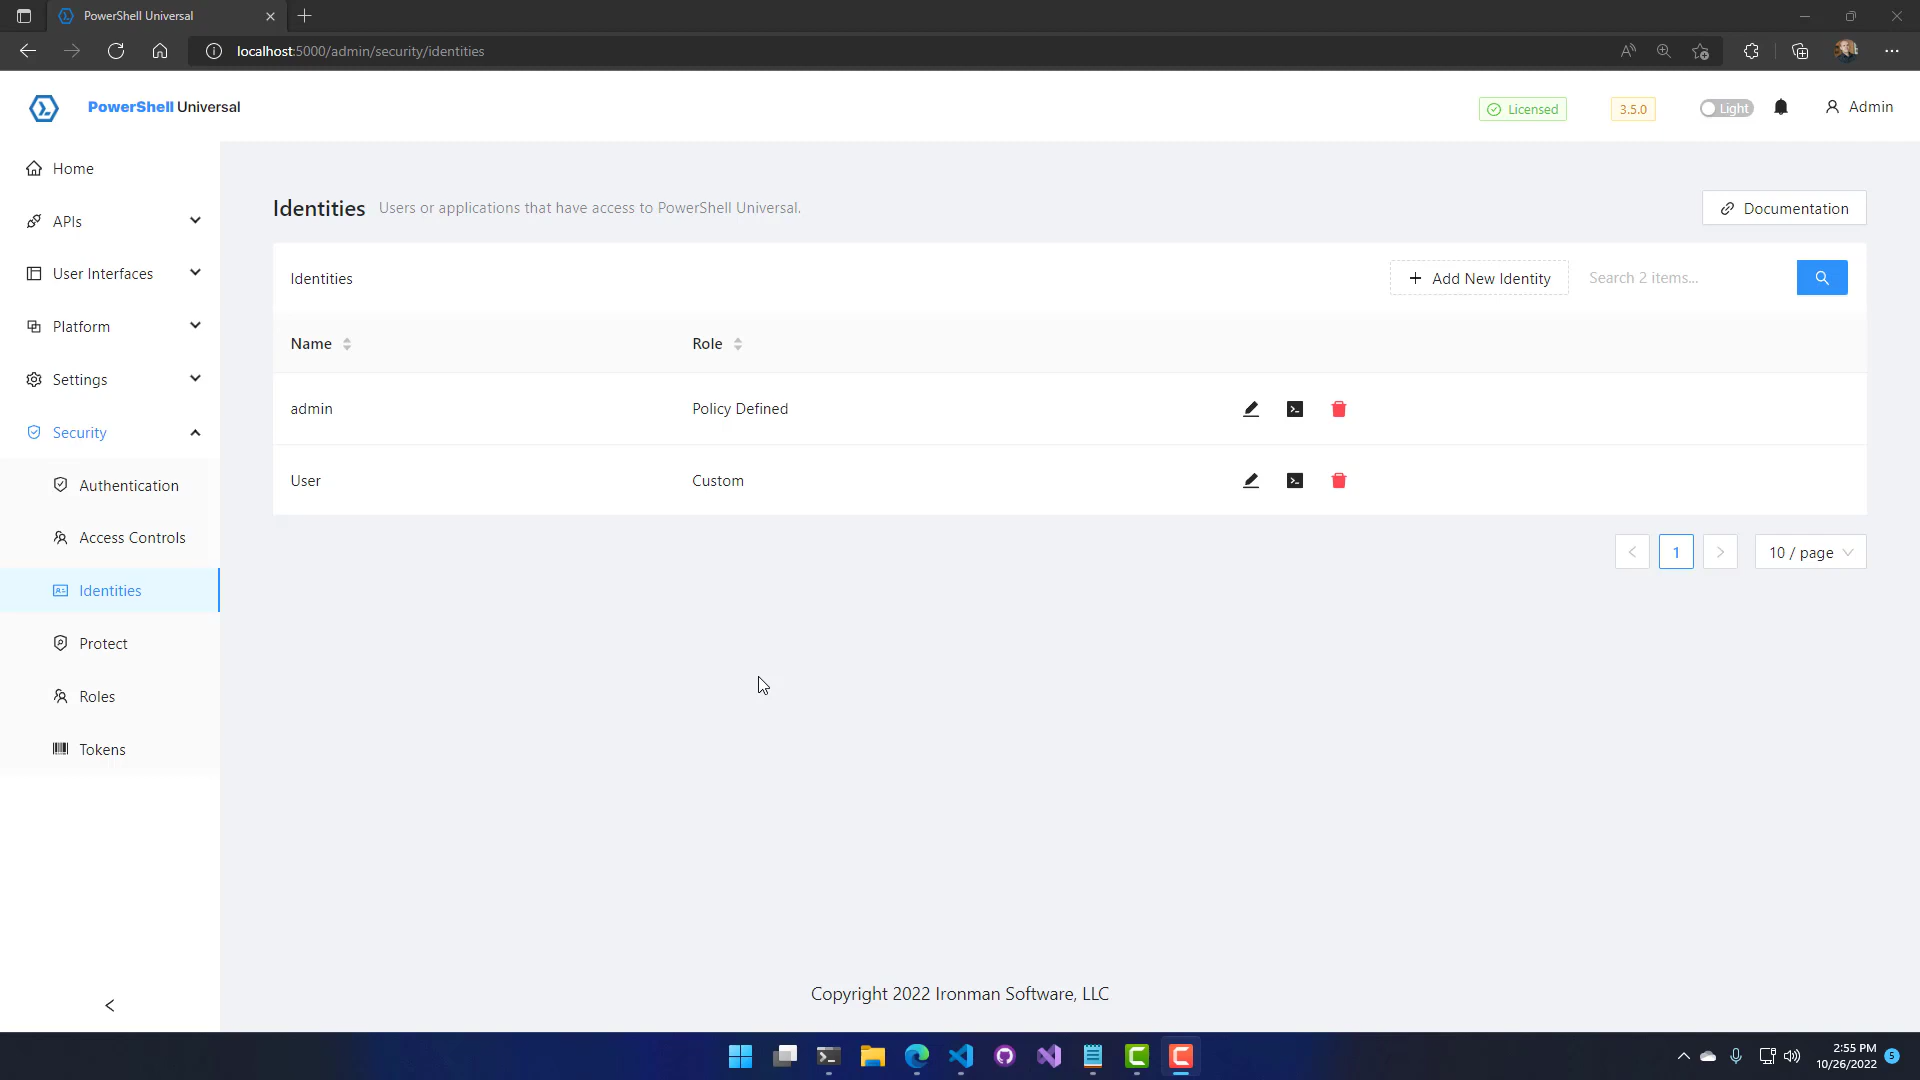 PowerShell Universal
localhost:5000/admin/security/identities
PowerShell Universal
Licensed
3.5.0
Light
Admin
Home
APIs
User Interfaces
Platform
Settings
Security
Authentication
Access Controls
Identities
Protect
Roles
Tokens
Identities Users or applications that have access to PowerShell Universal.
Documentation
Identities
Add New Identity
Search 2 items...
Name Role
admin Policy Defined
User Custom
1
10 / page
Copyright 2022 Ironman Software, LLC
2:55 PM
10/26/2022
5